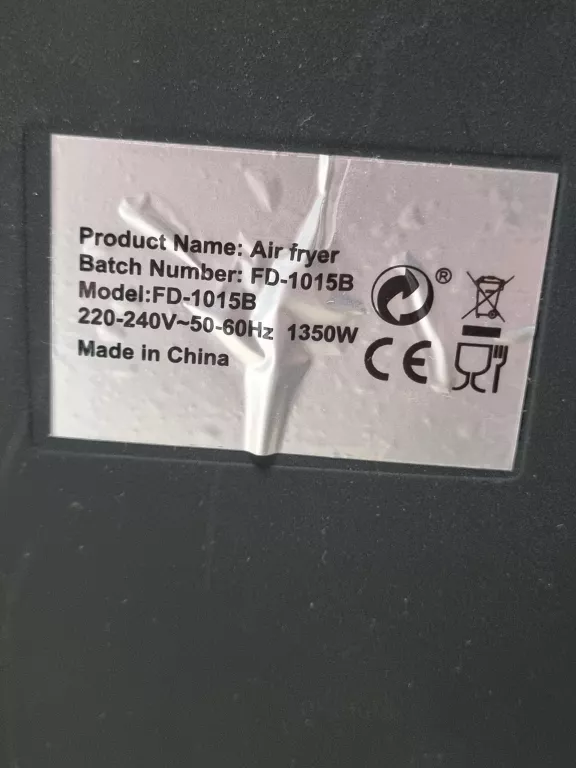 Product Name: Air fryer
Batch Number: FD-1015B
Model:FD-1015B
220-240V~50-60Hz 1350W
Made in China
®
CE